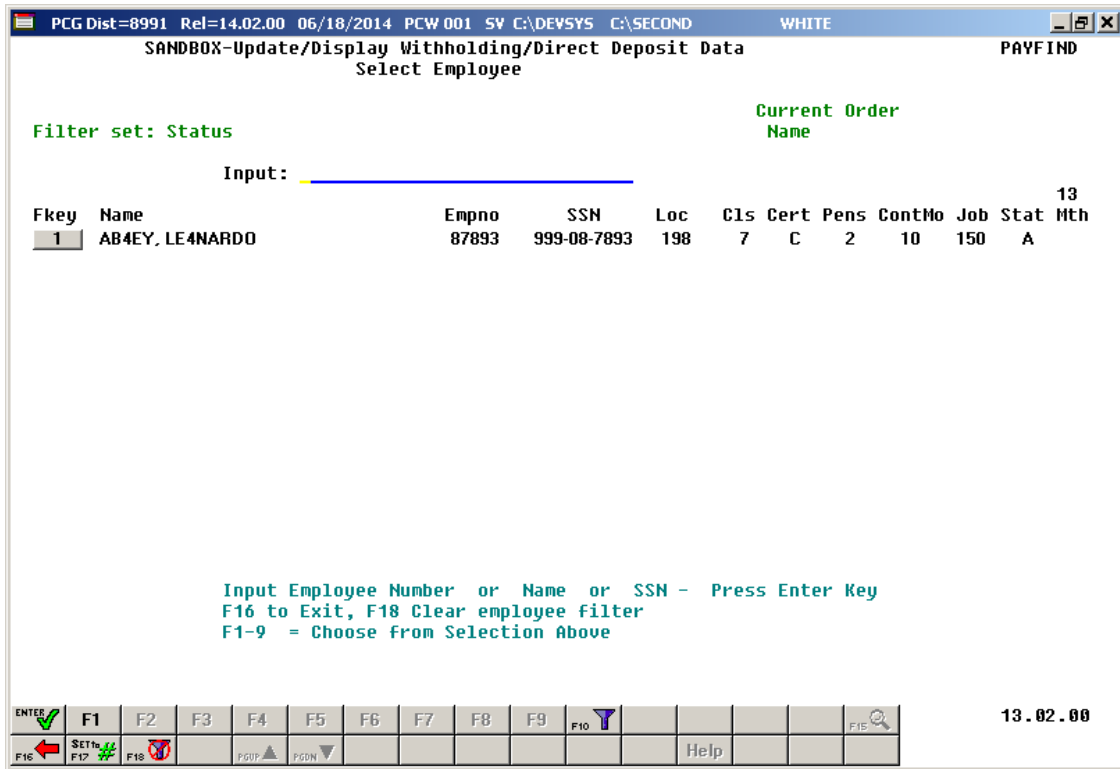 PCG Dist=8991 Rel=14.02.00 06/18/2014 PCW 001 SV C:\DEVSYS C:\SECOND WHITE
SANDBOX-Update/Display Withholding/Direct Deposit Data PAYFIND
Select Employee
Current Order
Filter set: Status Name
Input:
13
Fkey Name Empno SSN Loc Cls Cert Pens ContMo Job Stat Mth
1 AB4EY, LE4NARDO 87893 999-08-7893 198 7 C 2 10 150 A
Input Employee Number or Name or SSN - Press Enter Key
F16 to Exit, F18 Clear employee filter
F1-9 = Choose from Selection Above
ENTER F1 F2 F3 F4 F5 F6 F7 F8 F9 F10 F15 13.02.00
F16 SET to F17 # F18 PGUP PGDN Help